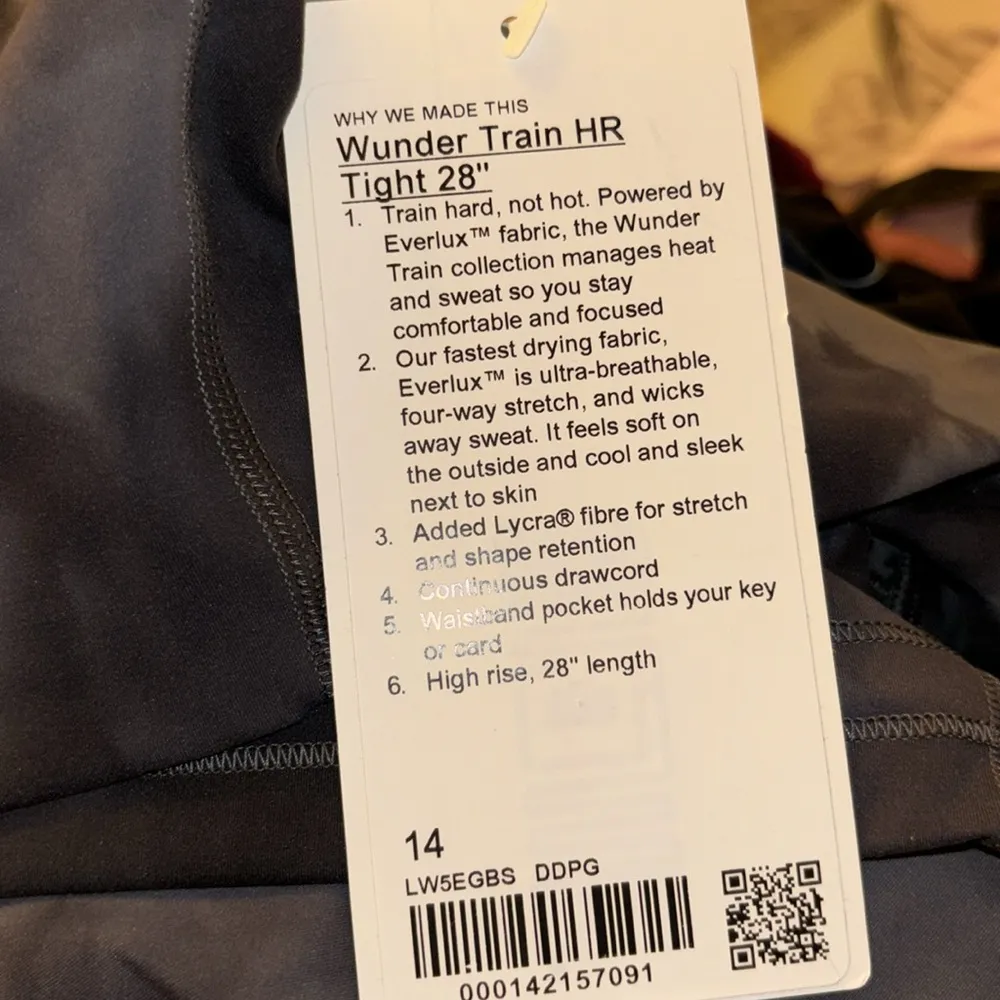 WHY WE MADE THIS
Wunder Train HR
Tight 28"
1. Train hard, not hot. Powered by
Everlux™ fabric, the Wunder
Train collection manages heat
and sweat so you stay
comfortable and focused
2. Our fastest drying fabric,
Everlux™ is ultra-breathable,
four-way stretch, and wicks
away sweat. It feels soft on
the outside and cool and sleek
next to skin
3. Added Lycra® fibre for stretch
and shape retention
4. Continuous drawcord
5. Waistband pocket holds your key
or card
6. High rise, 28" length
14
LW5EGBS DDPG
000142157091